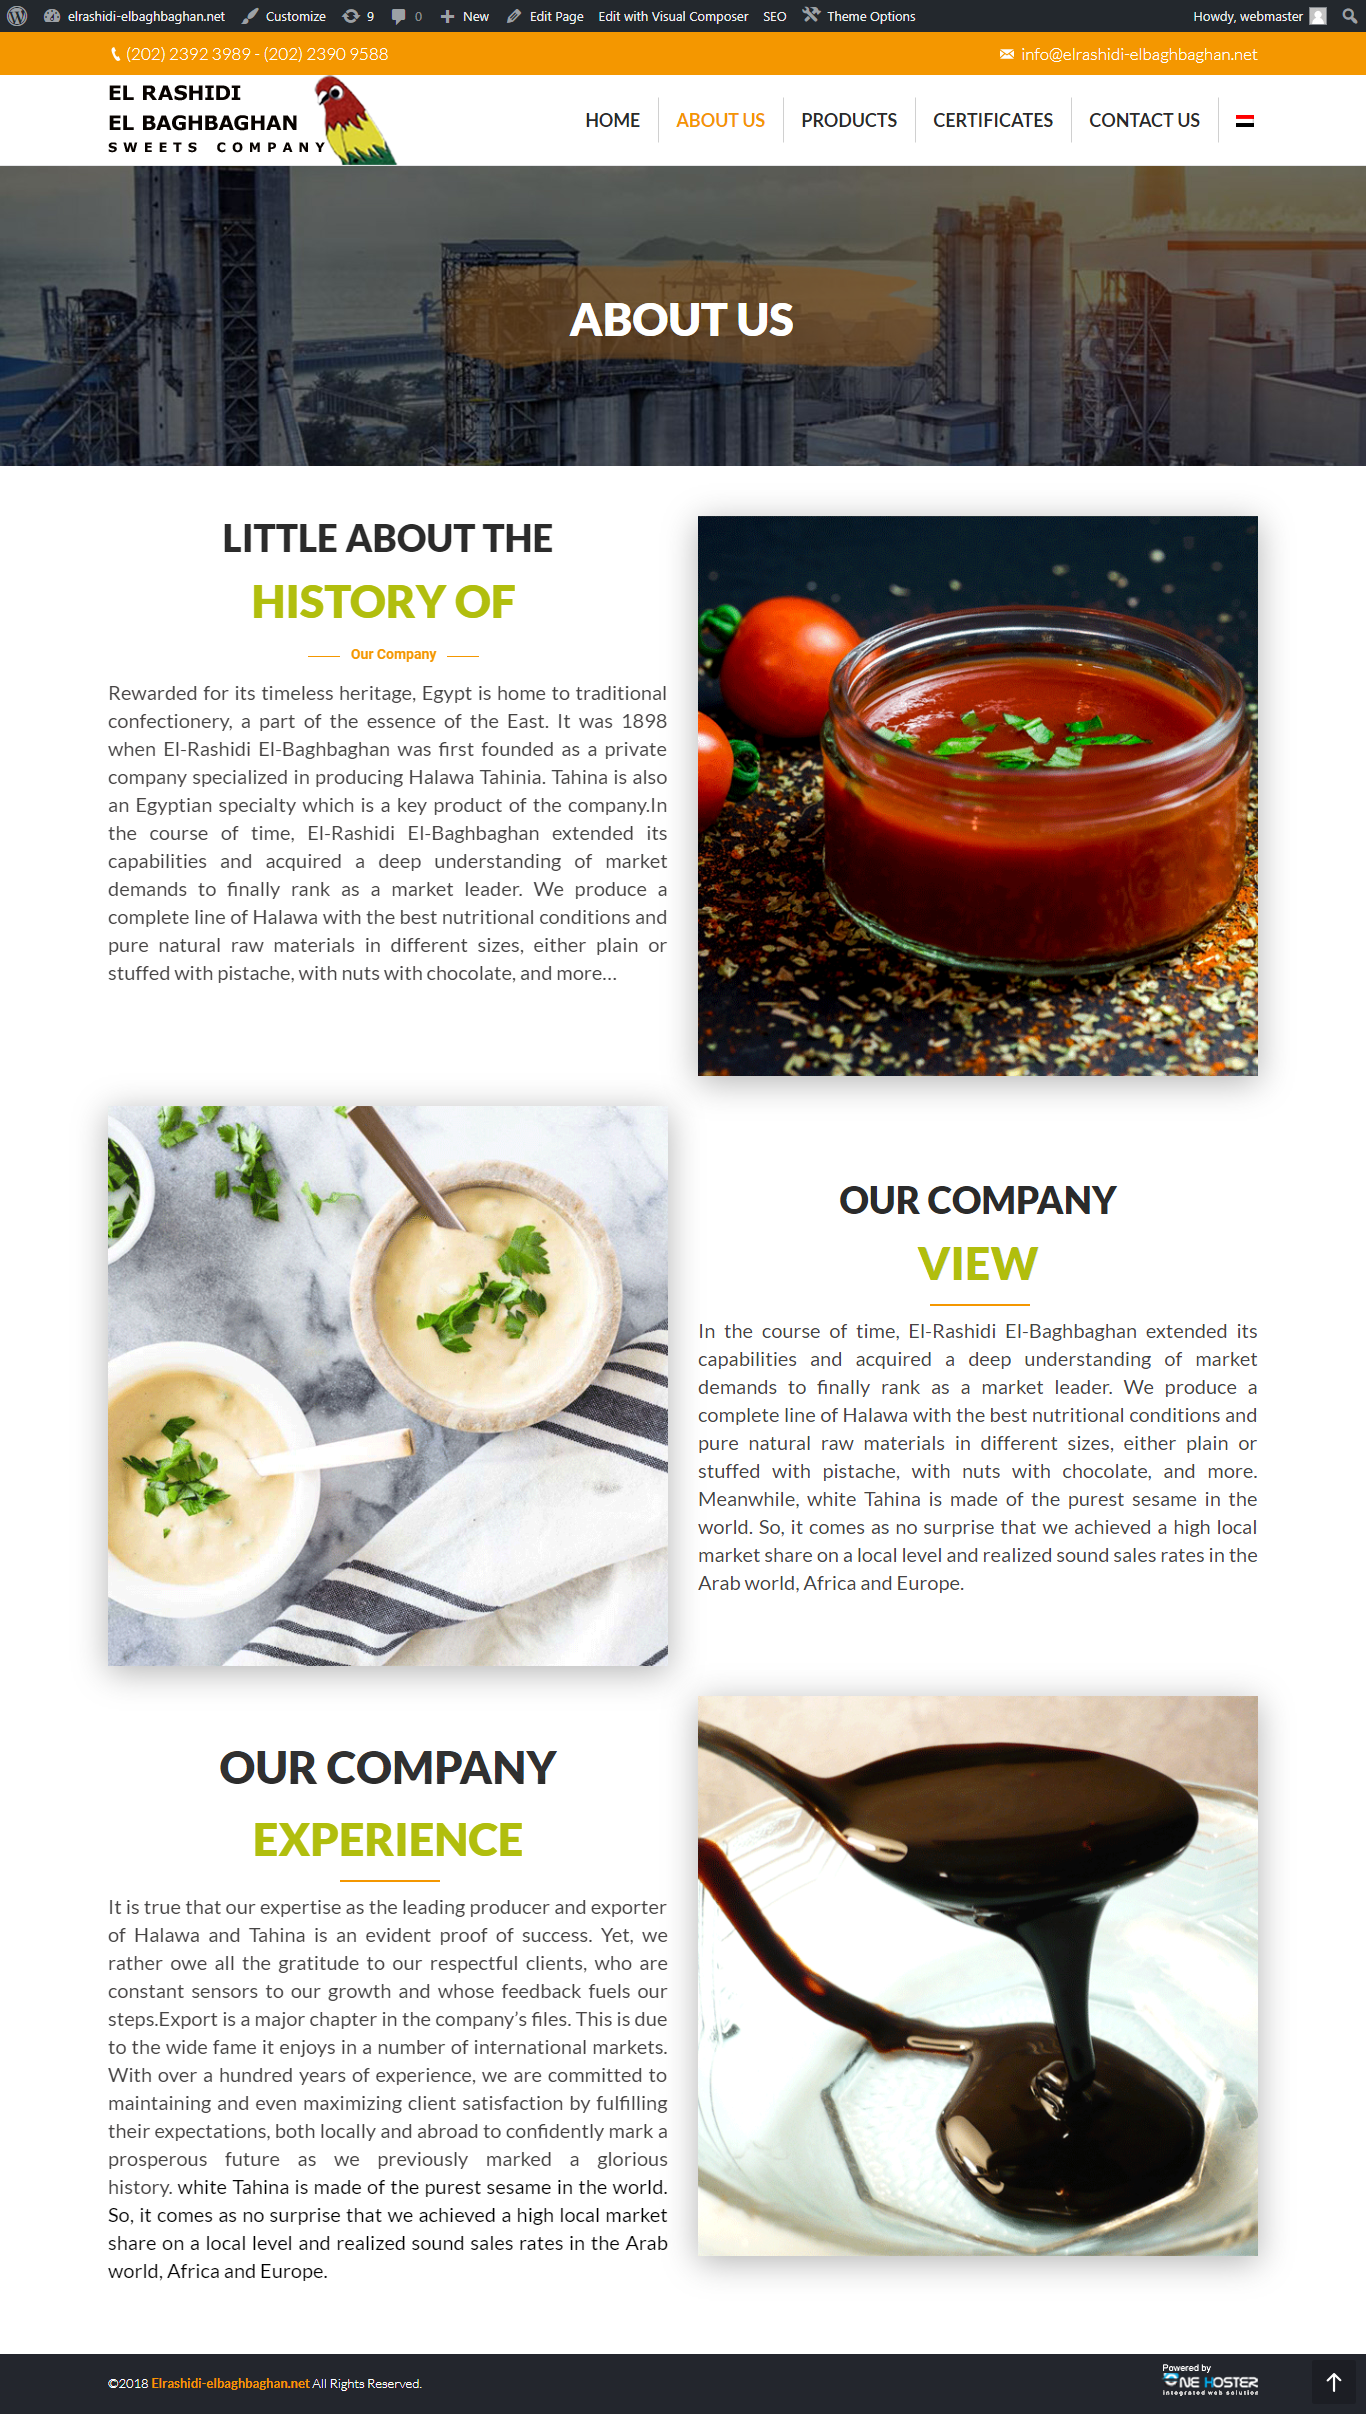 elrashidi-elbaghbaghan.net Customize 9 0 New Edit Page Edit with Visual Composer SEO Theme Options Howdy, webmaster
(202) 2392 3989 - (202) 2390 9588 info@elrashidi-elbaghbaghan.net
EL RASHIDI
EL BAGHBAGHAN
SWEETS COMPANY
HOME ABOUT US PRODUCTS CERTIFICATES CONTACT US
ABOUT US
LITTLE ABOUT THE
HISTORY OF
Our Company
Rewarded for its timeless heritage, Egypt is home to traditional
confectionery, a part of the essence of the East. It was 1898
when El-Rashidi El-Baghbaghan was first founded as a private
company specialized in producing Halawa Tahinia. Tahina is also
an Egyptian specialty which is a key product of the company.In
the course of time, El-Rashidi El-Baghbaghan extended its
capabilities and acquired a deep understanding of market
demands to finally rank as a market leader. We produce a
complete line of Halawa with the best nutritional conditions and
pure natural raw materials in different sizes, either plain or
stuffed with pistache, with nuts with chocolate, and more...
OUR COMPANY
VIEW
In the course of time, El-Rashidi El-Baghbaghan extended its
capabilities and acquired a deep understanding of market
demands to finally rank as a market leader. We produce a
complete line of Halawa with the best nutritional conditions and
pure natural raw materials in different sizes, either plain or
stuffed with pistache, with nuts with chocolate, and more.
Meanwhile, white Tahina is made of the purest sesame in the
world. So, it comes as no surprise that we achieved a high local
market share on a local level and realized sound sales rates in the
Arab world, Africa and Europe.
OUR COMPANY
EXPERIENCE
It is true that our expertise as the leading producer and exporter
of Halawa and Tahina is an evident proof of success. Yet, we
rather owe all the gratitude to our respectful clients, who are
constant sensors to our growth and whose feedback fuels our
steps.Export is a major chapter in the company’s files. This is due
to the wide fame it enjoys in a number of international markets.
With over a hundred years of experience, we are committed to
maintaining and even maximizing client satisfaction by fulfilling
their expectations, both locally and abroad to confidently mark a
prosperous future as we previously marked a glorious
history. white Tahina is made of the purest sesame in the world.
So, it comes as no surprise that we achieved a high local market
share on a local level and realized sound sales rates in the Arab
world, Africa and Europe.
©2018 Elrashidi-elbaghbaghan.net All Rights Reserved.
Powered by
ONE HOSTER
integrated web solution